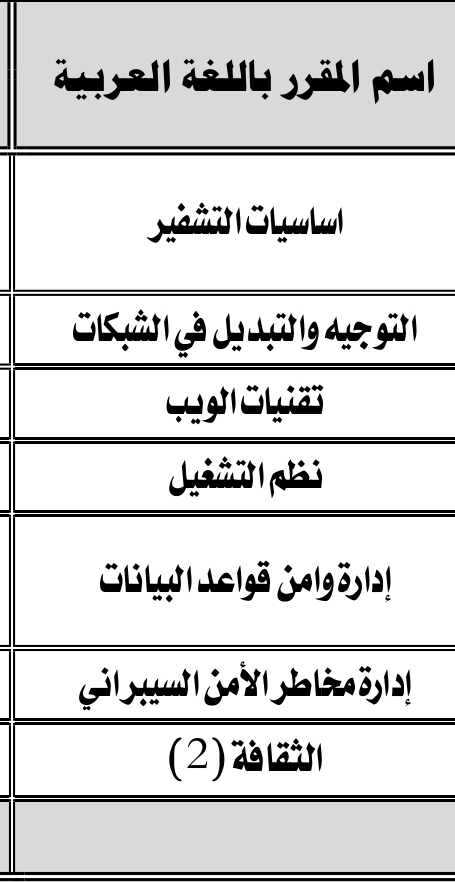 اسم المقرر باللغة العربية
اساسيات التشفير
التوجيه والتبديل في الشبكات
تقنيات الويب
نظم التشغيل
إدارة وامن قواعد البيانات
إدارة مخاطر الأمن السيبراني
الثقافة (2)